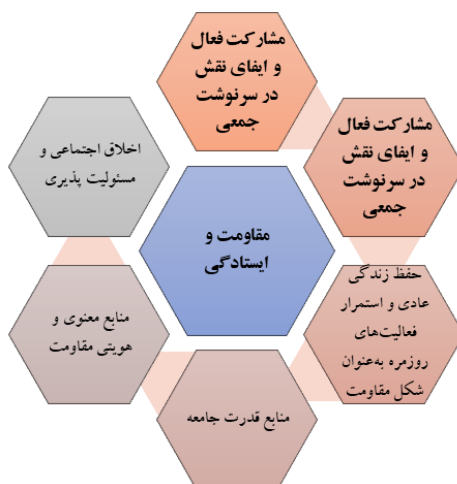 مشارکت فعال
و ایفای نقش
در سرنوشت
جمعی
مشارکت فعال
و ایفای نقش
در سرنوشت
جمعی
اخلاق اجتماعی و
مسئولیت پذیری
مقاومت و
ایستادگی
حفظ زندگی
عادی و استمرار
فعالیت‌های
روزمره به‌عنوان
شکل مقاومت
منابع معنوی و
هویتی مقاومت
منابع قدرت جامعه